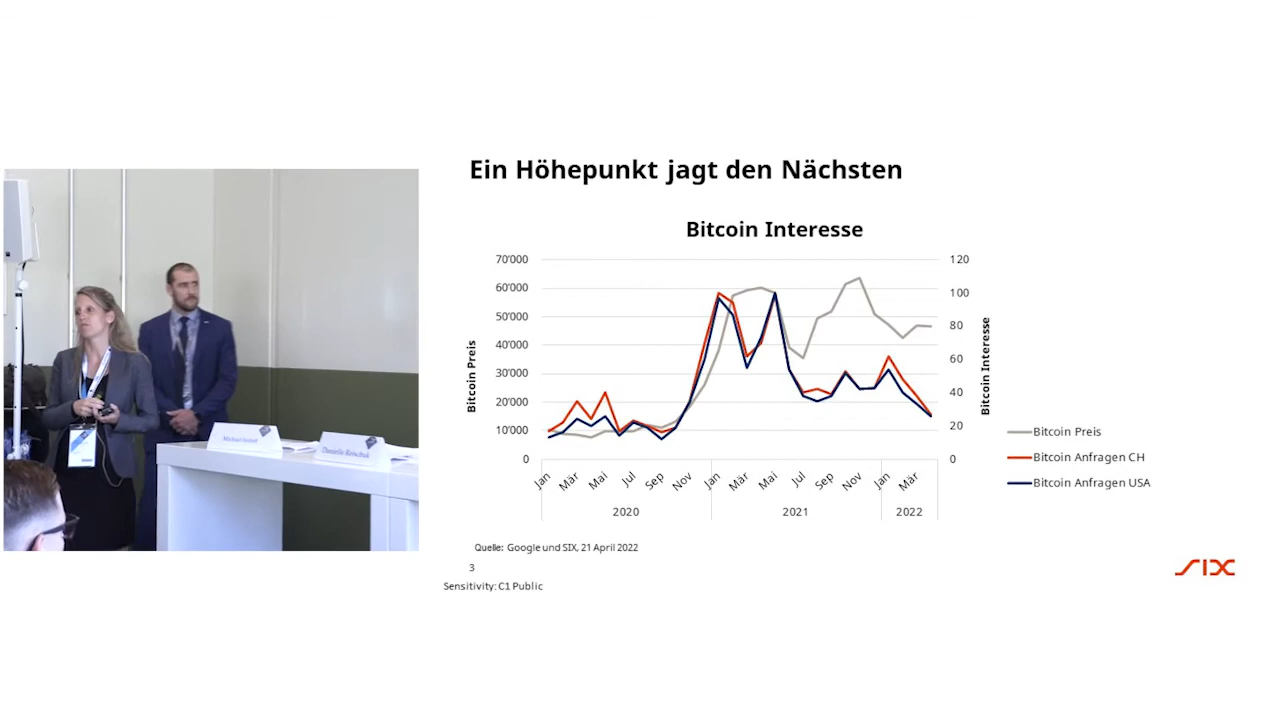 Ein Höhepunkt jagt den Nächsten
Bitcoin Interesse
70'000
60'000
50'000
40'000
30'000
20'000
10'000
0
Bitcoin Preis
120
100
80
60
40
20
0
Bitcoin Interesse
Jan Mär Mai Jul Sep Nov Jan Mär Mai Jul Sep Nov Jan Mär
2020 2021 2022
Bitcoin Preis
Bitcoin Anfragen CH
Bitcoin Anfragen USA
Quelle: Google und SIX, 21 April 2022
3
Sensitivity: C1 Public
SIX